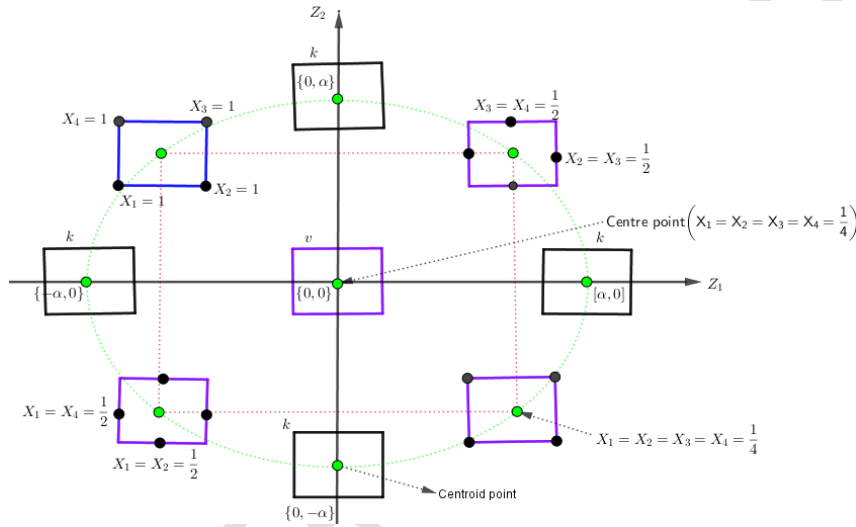 Z₂
k
{0, α}
X₃ = 1
X₄ = 1
X₁ = 1
X₂ = 1
X₃ = X₄ = 1/2
X₂ = X₃ = 1/2
k
{−α, 0}
v
{0, 0}
Centre point(X₁ = X₂ = X₃ = X₄ = 1/4)
k
[α, 0]
Z₁
X₁ = X₄ = 1/2
X₁ = X₂ = 1/2
k
{0, −α}
Centroid point
X₁ = X₂ = X₃ = X₄ = 1/4